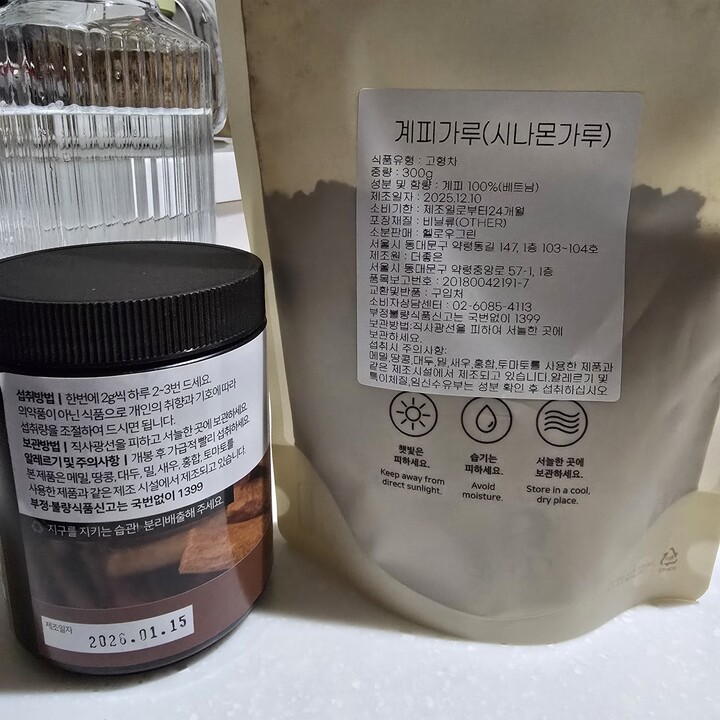 계피가루(시나몬가루)
식품유형 : 고형차
중량 : 300g
성분 및 함량 : 계피 100%(베트남)
제조일자 : 2025.12.10
소비기한 : 제조일로부터24개월
포장재질 : 비닐류(OTHER)
소분판매 : 헬로우그린
서울시 동대문구 약령동길 147, 1층 103~104호
제조원 : 더좋은
서울시 동대문구 약령중앙로 57-1, 1층
품목보고번호 : 20180042191-7
교환및반품 : 구입처
소비자상담센터 : 02-6085-4113
부정·불량식품신고는 국번없이 1399
보관방법:직사광선을 피하여 서늘한 곳에
보관하세요.
섭취시 주의사항:
메밀,땅콩,대두,밀,새우,홍합,토마토를 사용한 제품과
같은 제조시설에서 제조되고 있습니다.알레르기 및
특이체질,임신수유부는 성분 확인 후 섭취하십시오
햇빛은
피하세요.
Keep away from
direct sunlight.
습기는
피하세요.
Avoid
moisture.
서늘한 곳에
보관하세요.
Store in a cool,
dry place.
섭취방법 | 한번에 2g씩 하루 2~3번 드세요.
의약품이 아닌 식품으로 개인의 취향과 기호에 따라
섭취량을 조절하여 드시면 됩니다.
보관방법 | 직사광선을 피하고 서늘한 곳에 보관하세요.
개봉 후 가급적 빨리 섭취하세요.
알레르기 및 주의사항 |
본 제품은 메밀, 땅콩, 대두, 밀, 새우, 홍합, 토마토를
사용한 제품과 같은 제조 시설에서 제조되고 있습니다.
부정·불량식품신고는 국번없이 1399
지구를 지키는 습관! 분리배출해 주세요.
제조일자
2026.01.15